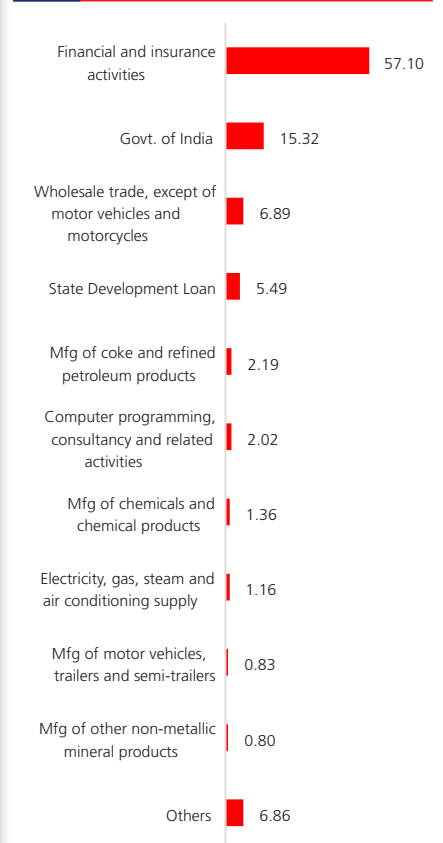 Financial and insurance
activities
57.10
Govt. of India
15.32
Wholesale trade, except of
motor vehicles and
motorcycles
6.89
State Development Loan
5.49
Mfg of coke and refined
petroleum products
2.19
Computer programming,
consultancy and related
activities
2.02
Mfg of chemicals and
chemical products
1.36
Electricity, gas, steam and
air conditioning supply
1.16
Mfg of motor vehicles,
trailers and semi-trailers
0.83
Mfg of other non-metallic
mineral products
0.80
Others
6.86